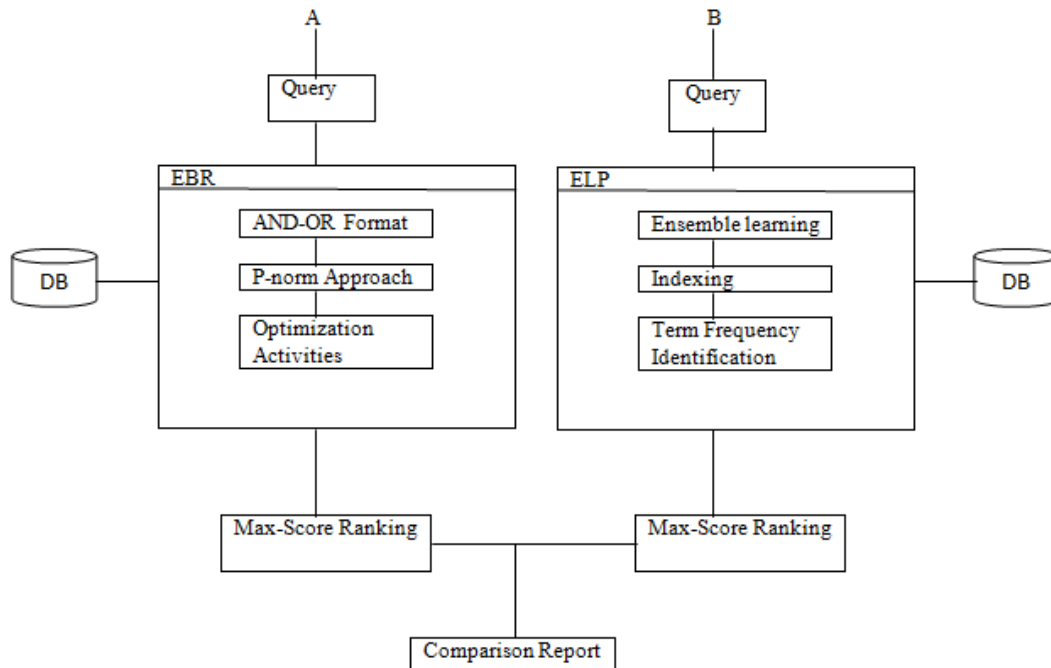 A
B
Query
Query
EBR
ELP
AND-OR Format
Ensemble learning
DB
P-norm Approach
Indexing
DB
Optimization
Activities
Term Frequency
Identification
Max-Score Ranking
Max-Score Ranking
Comparison Report